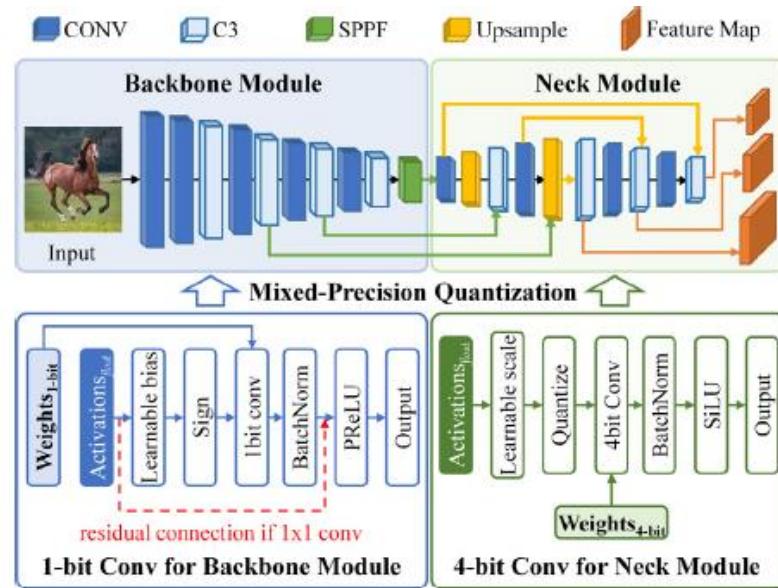 CONV C3 SPPF Upsample Feature Map
Backbone Module Neck Module
Input
Mixed-Precision Quantization
Weights1-bit
Activationsfloat
Learnable bias
Sign
1bit conv
BatchNorm
PReLU
Output
residual connection if 1x1 conv
1-bit Conv for Backbone Module
Activationsfloat
Learnable scale
Quantize
4bit Conv
BatchNorm
SiLU
Output
Weights4-bit
4-bit Conv for Neck Module